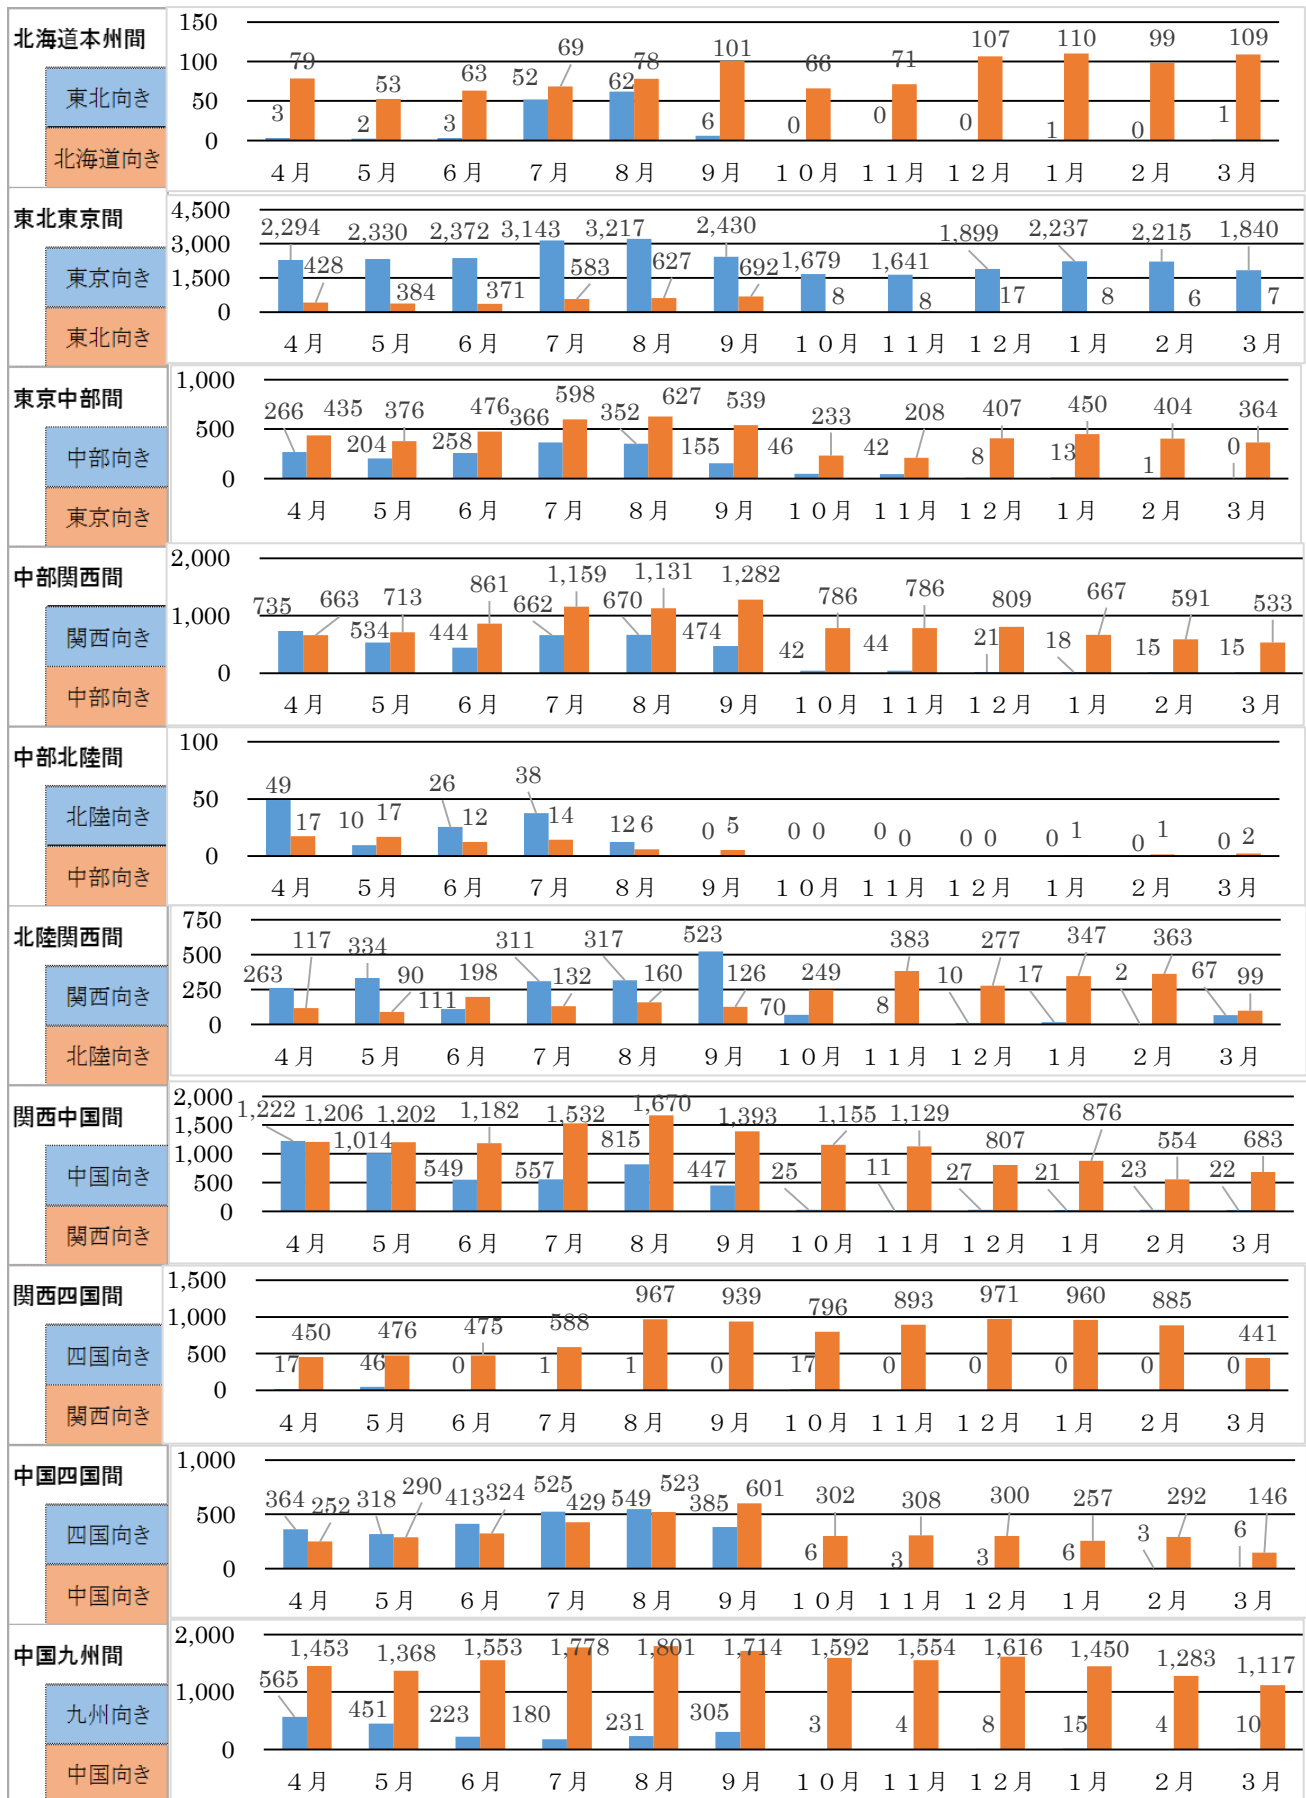 北海道本州間
東北向き
北海道向き
150
100
50
0
3 79 2 53 3 63 52 69 62 78 6 101 0 66 0 71 0 107 1 110 0 99 1 109
4月 5月 6月 7月 8月 9月 10月 11月 12月 1月 2月 3月
東北東京間
東京向き
東北向き
4,500
3,000
1,500
0
2,294 428 2,330 384 2,372 371 3,143 583 3,217 627 2,430 692 1,679 8 1,641 8 1,899 17 2,237 8 2,215 6 1,840 7
4月 5月 6月 7月 8月 9月 10月 11月 12月 1月 2月 3月
東京中部間
中部向き
東京向き
1,000
500
0
266 435 204 376 258 476 366 598 352 627 155 539 46 233 42 208 8 407 13 450 1 404 0 364
4月 5月 6月 7月 8月 9月 10月 11月 12月 1月 2月 3月
中部関西間
関西向き
中部向き
2,000
1,000
0
735 663 534 713 444 861 662 1,159 670 1,131 474 1,282 42 786 44 786 21 809 18 667 15 591 15 533
4月 5月 6月 7月 8月 9月 10月 11月 12月 1月 2月 3月
中部北陸間
北陸向き
中部向き
100
50
0
49 17 10 17 26 12 38 14 12 6 0 5 0 0 0 0 0 0 0 1 0 1 0 2
4月 5月 6月 7月 8月 9月 10月 11月 12月 1月 2月 3月
北陸関西間
関西向き
北陸向き
750
500
250
0
263 117 334 90 111 198 311 132 317 160 523 126 70 249 8 383 10 277 17 347 2 363 67 99
4月 5月 6月 7月 8月 9月 10月 11月 12月 1月 2月 3月
関西中国間
中国向き
関西向き
2,000
1,500
1,000
500
0
1,222 1,206 1,014 1,202 549 1,182 557 1,532 815 1,670 447 1,393 25 1,155 11 1,129 27 807 21 876 23 554 22 683
4月 5月 6月 7月 8月 9月 10月 11月 12月 1月 2月 3月
関西四国間
四国向き
関西向き
1,500
1,000
500
0
17 450 46 476 0 475 1 588 1 967 0 939 17 796 0 893 0 971 0 960 0 885 0 441
4月 5月 6月 7月 8月 9月 10月 11月 12月 1月 2月 3月
中国四国間
四国向き
中国向き
1,000
500
0
364 252 318 290 413 324 525 429 549 523 385 601 6 302 3 308 3 300 6 257 3 292 6 146
4月 5月 6月 7月 8月 9月 10月 11月 12月 1月 2月 3月
中国九州間
九州向き
中国向き
2,000
1,000
0
565 1,453 451 1,368 223 1,553 180 1,778 231 1,801 305 1,714 3 1,592 4 1,554 8 1,616 15 1,450 4 1,283 10 1,117
4月 5月 6月 7月 8月 9月 10月 11月 12月 1月 2月 3月